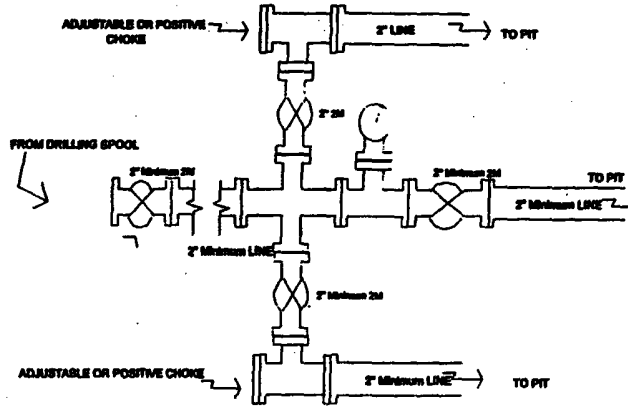 ADJUSTABLE OR POSITIVE
CHOKE
2" LINE
TO PIT
2" 2M
FROM DRILLING SPOOL
2" Minimum 2M
2" Minimum 2M
TO PIT
2" Minimum LINE
2" Minimum LINE
2" Minimum 2M
ADJUSTABLE OR POSITIVE CHOKE
2" Minimum LINE
TO PIT